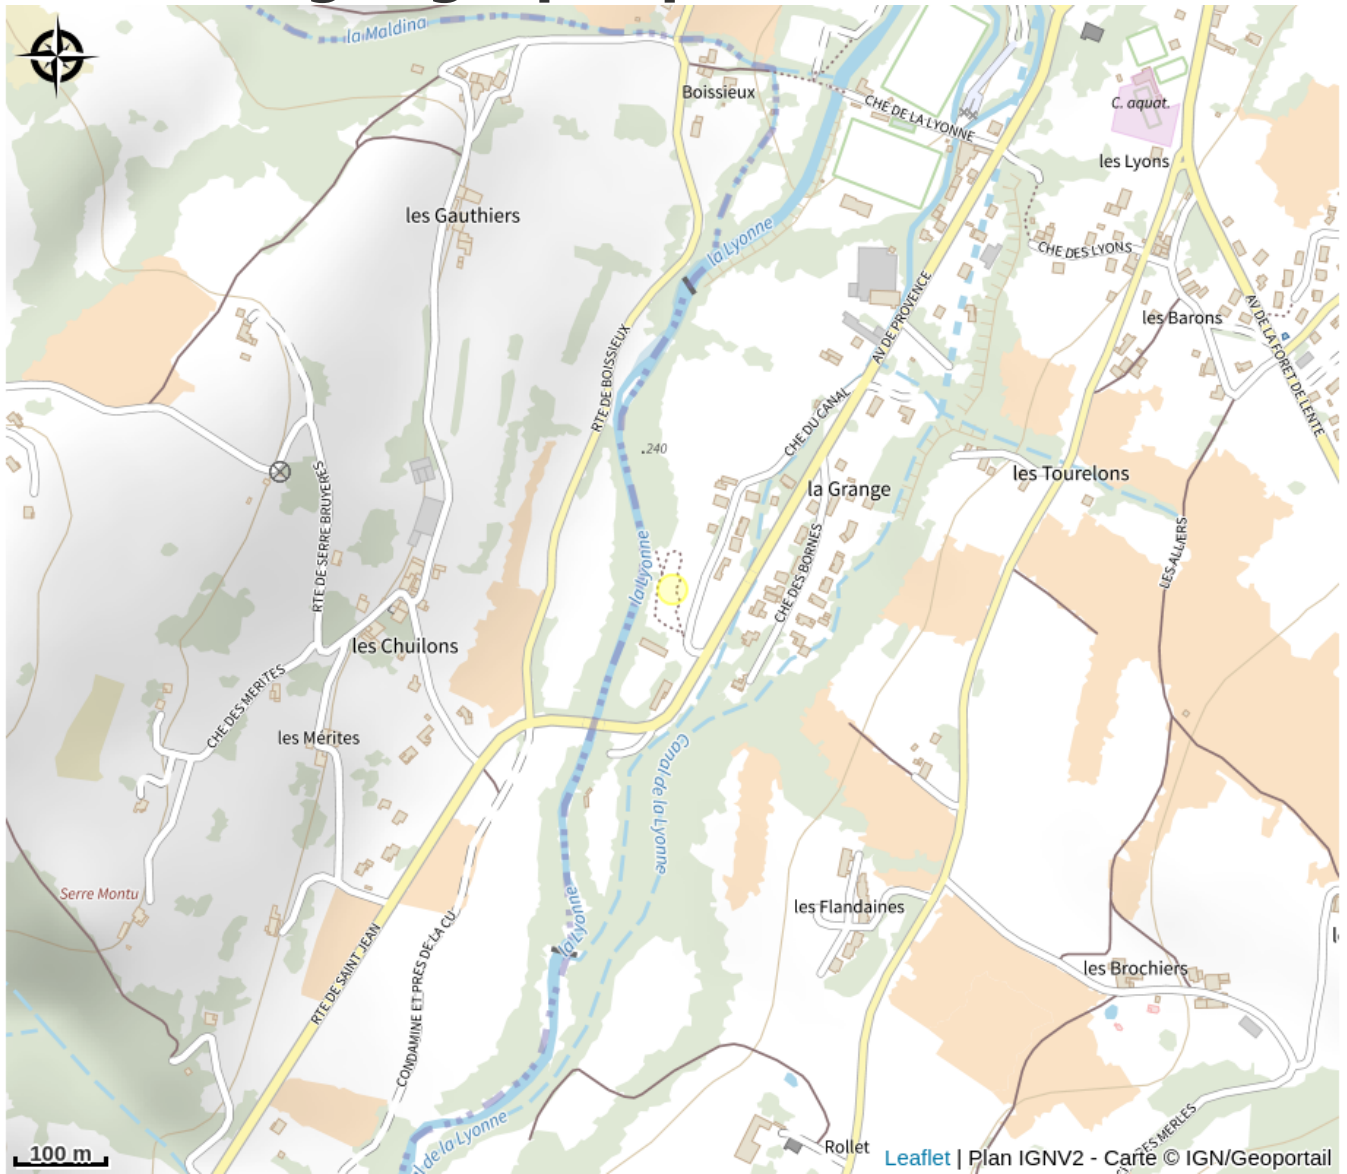 la Maldina
Boissieux
CHE DE LA LYONNE
C. aquat.
les Lyons
les Gauthiers
la Lyonne
CHE DES LYONS
les Barons
AV DE PROVENCE
AV DE LA FORET DE LENTE
RTE DE BOISSIEUX
CHE DU CANAL
.240
la Grange
les Tourelons
RTE DE SERRE BRUYERES
la Lyonne
CHE DES BORNES
LES ALLIERS
les Chuilons
CHE DES MERITES
les Mérites
Canal de la Lyonne
Serre Montu
les Flandaines
la Lyonne
RTE DE SAINT JEAN
CONDAMINE ET PRES DE LA CU
les Brochiers
l de la Lyonne
DES MERLES
Rollet
100 m
Leaflet | Plan IGNV2 - Carte © IGN/Geoportail